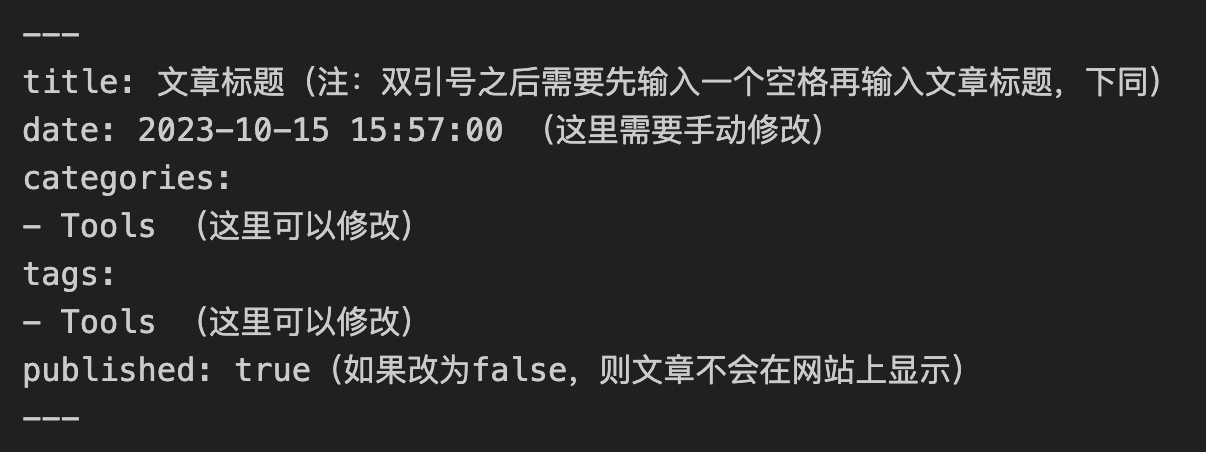 ---
title: 文章标题（注：双引号之后需要先输入一个空格再输入文章标题，下同）
date: 2023-10-15 15:57:00 （这里需要手动修改）
categories:
- Tools （这里可以修改）
tags:
- Tools （这里可以修改）
published: true（如果改为false，则文章不会在网站上显示）
---